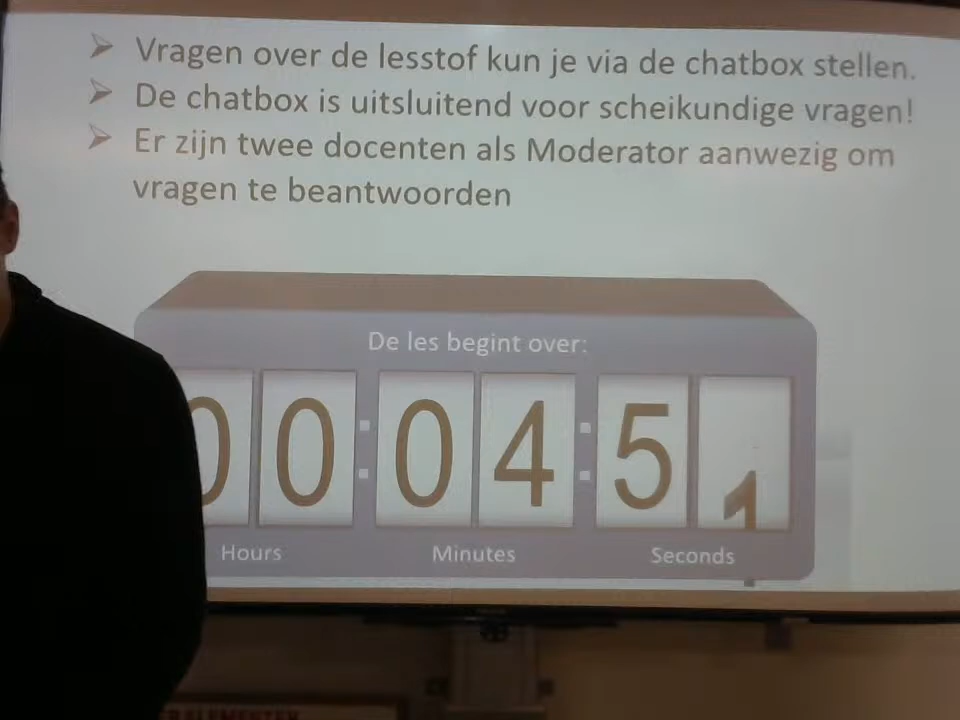 Vragen over de lesstof kun je via de chatbox stellen.
De chatbox is uitsluitend voor scheikundige vragen!
Er zijn twee docenten als Moderator aanwezig om
vragen te beantwoorden
De les begint over:
00:04:51
Hours Minutes Seconds